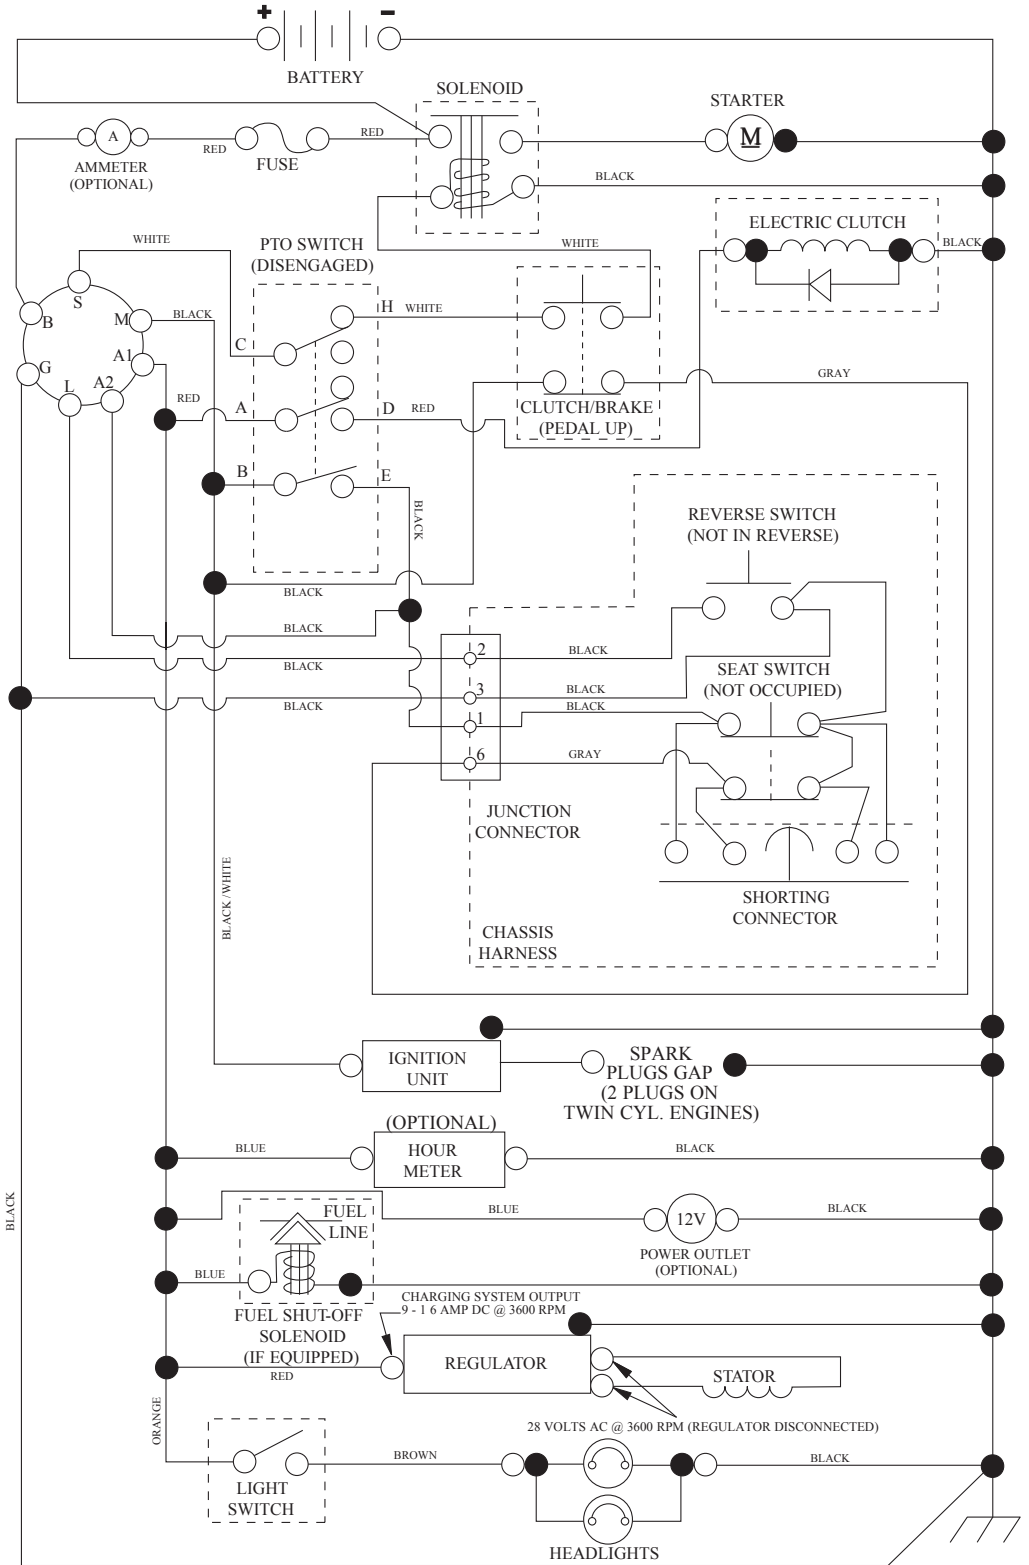 +
−
BATTERY
SOLENOID
STARTER
A
M
RED
FUSE
RED
AMMETER
(OPTIONAL)
BLACK
ELECTRIC CLUTCH
WHITE
PTO SWITCH
(DISENGAGED)
WHITE
BLACK
S
B
M
BLACK
H
WHITE
C
A1
G
GRAY
L
A2
RED
A
D
RED
CLUTCH/BRAKE
(PEDAL UP)
B
E
BLACK
REVERSE SWITCH
(NOT IN REVERSE)
BLACK
BLACK
BLACK
2
BLACK
SEAT SWITCH
(NOT OCCUPIED)
3
BLACK
BLACK
BLACK
1
6
GRAY
JUNCTION
CONNECTOR
BLACK /WHITE
SHORTING
CONNECTOR
CHASSIS
HARNESS
IGNITION
UNIT
SPARK
PLUGS GAP
(2 PLUGS ON
TWIN CYL. ENGINES)
(OPTIONAL)
HOUR
METER
BLUE
BLACK
BLACK
FUEL
LINE
BLUE
12V
BLACK
POWER OUTLET
(OPTIONAL)
BLUE
CHARGING SYSTEM OUTPUT
9 - 1 6 AMP DC @ 3600 RPM
FUEL SHUT-OFF
SOLENOID
(IF EQUIPPED)
RED
REGULATOR
STATOR
28 VOLTS AC @ 3600 RPM (REGULATOR DISCONNECTED)
ORANGE
BROWN
BLACK
LIGHT
SWITCH
HEADLIGHTS